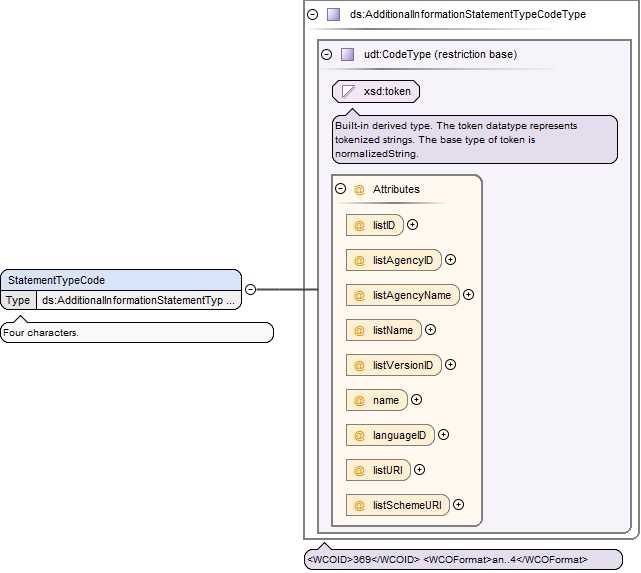 ds:AdditionalInformationStatementTypeCodeType
udt:CodeType (restriction base)
xsd:token
Built-in derived type. The token datatype represents
tokenized strings. The base type of token is
normalizedString.
@ Attributes
@ listID
@ listAgencyID
@ listAgencyName
@ listName
@ listVersionID
@ name
@ languageID
@ listURI
@ listSchemeURI
StatementTypeCode
Type ds:AdditionalInformationStatementTyp ...
Four characters.
<WCOID>369</WCOID> <WCOFormat>an..4</WCOFormat>